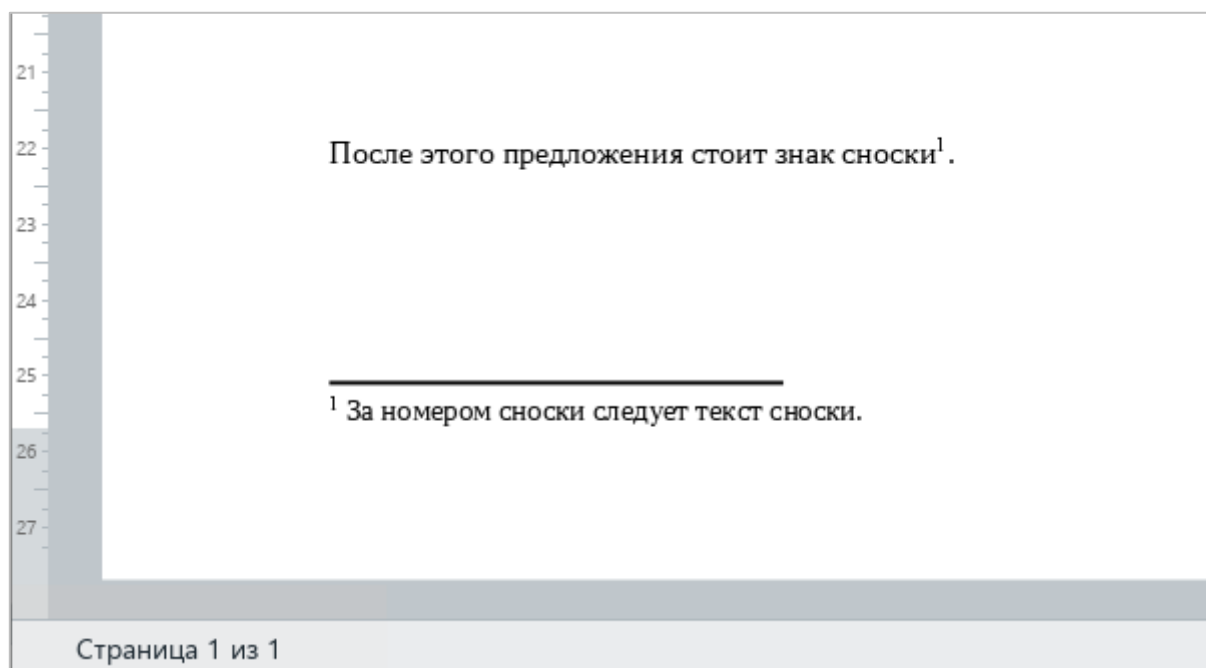 21
22
После этого предложения стоит знак сноски¹.
23
24
25
¹ За номером сноски следует текст сноски.
26
27
Страница 1 из 1